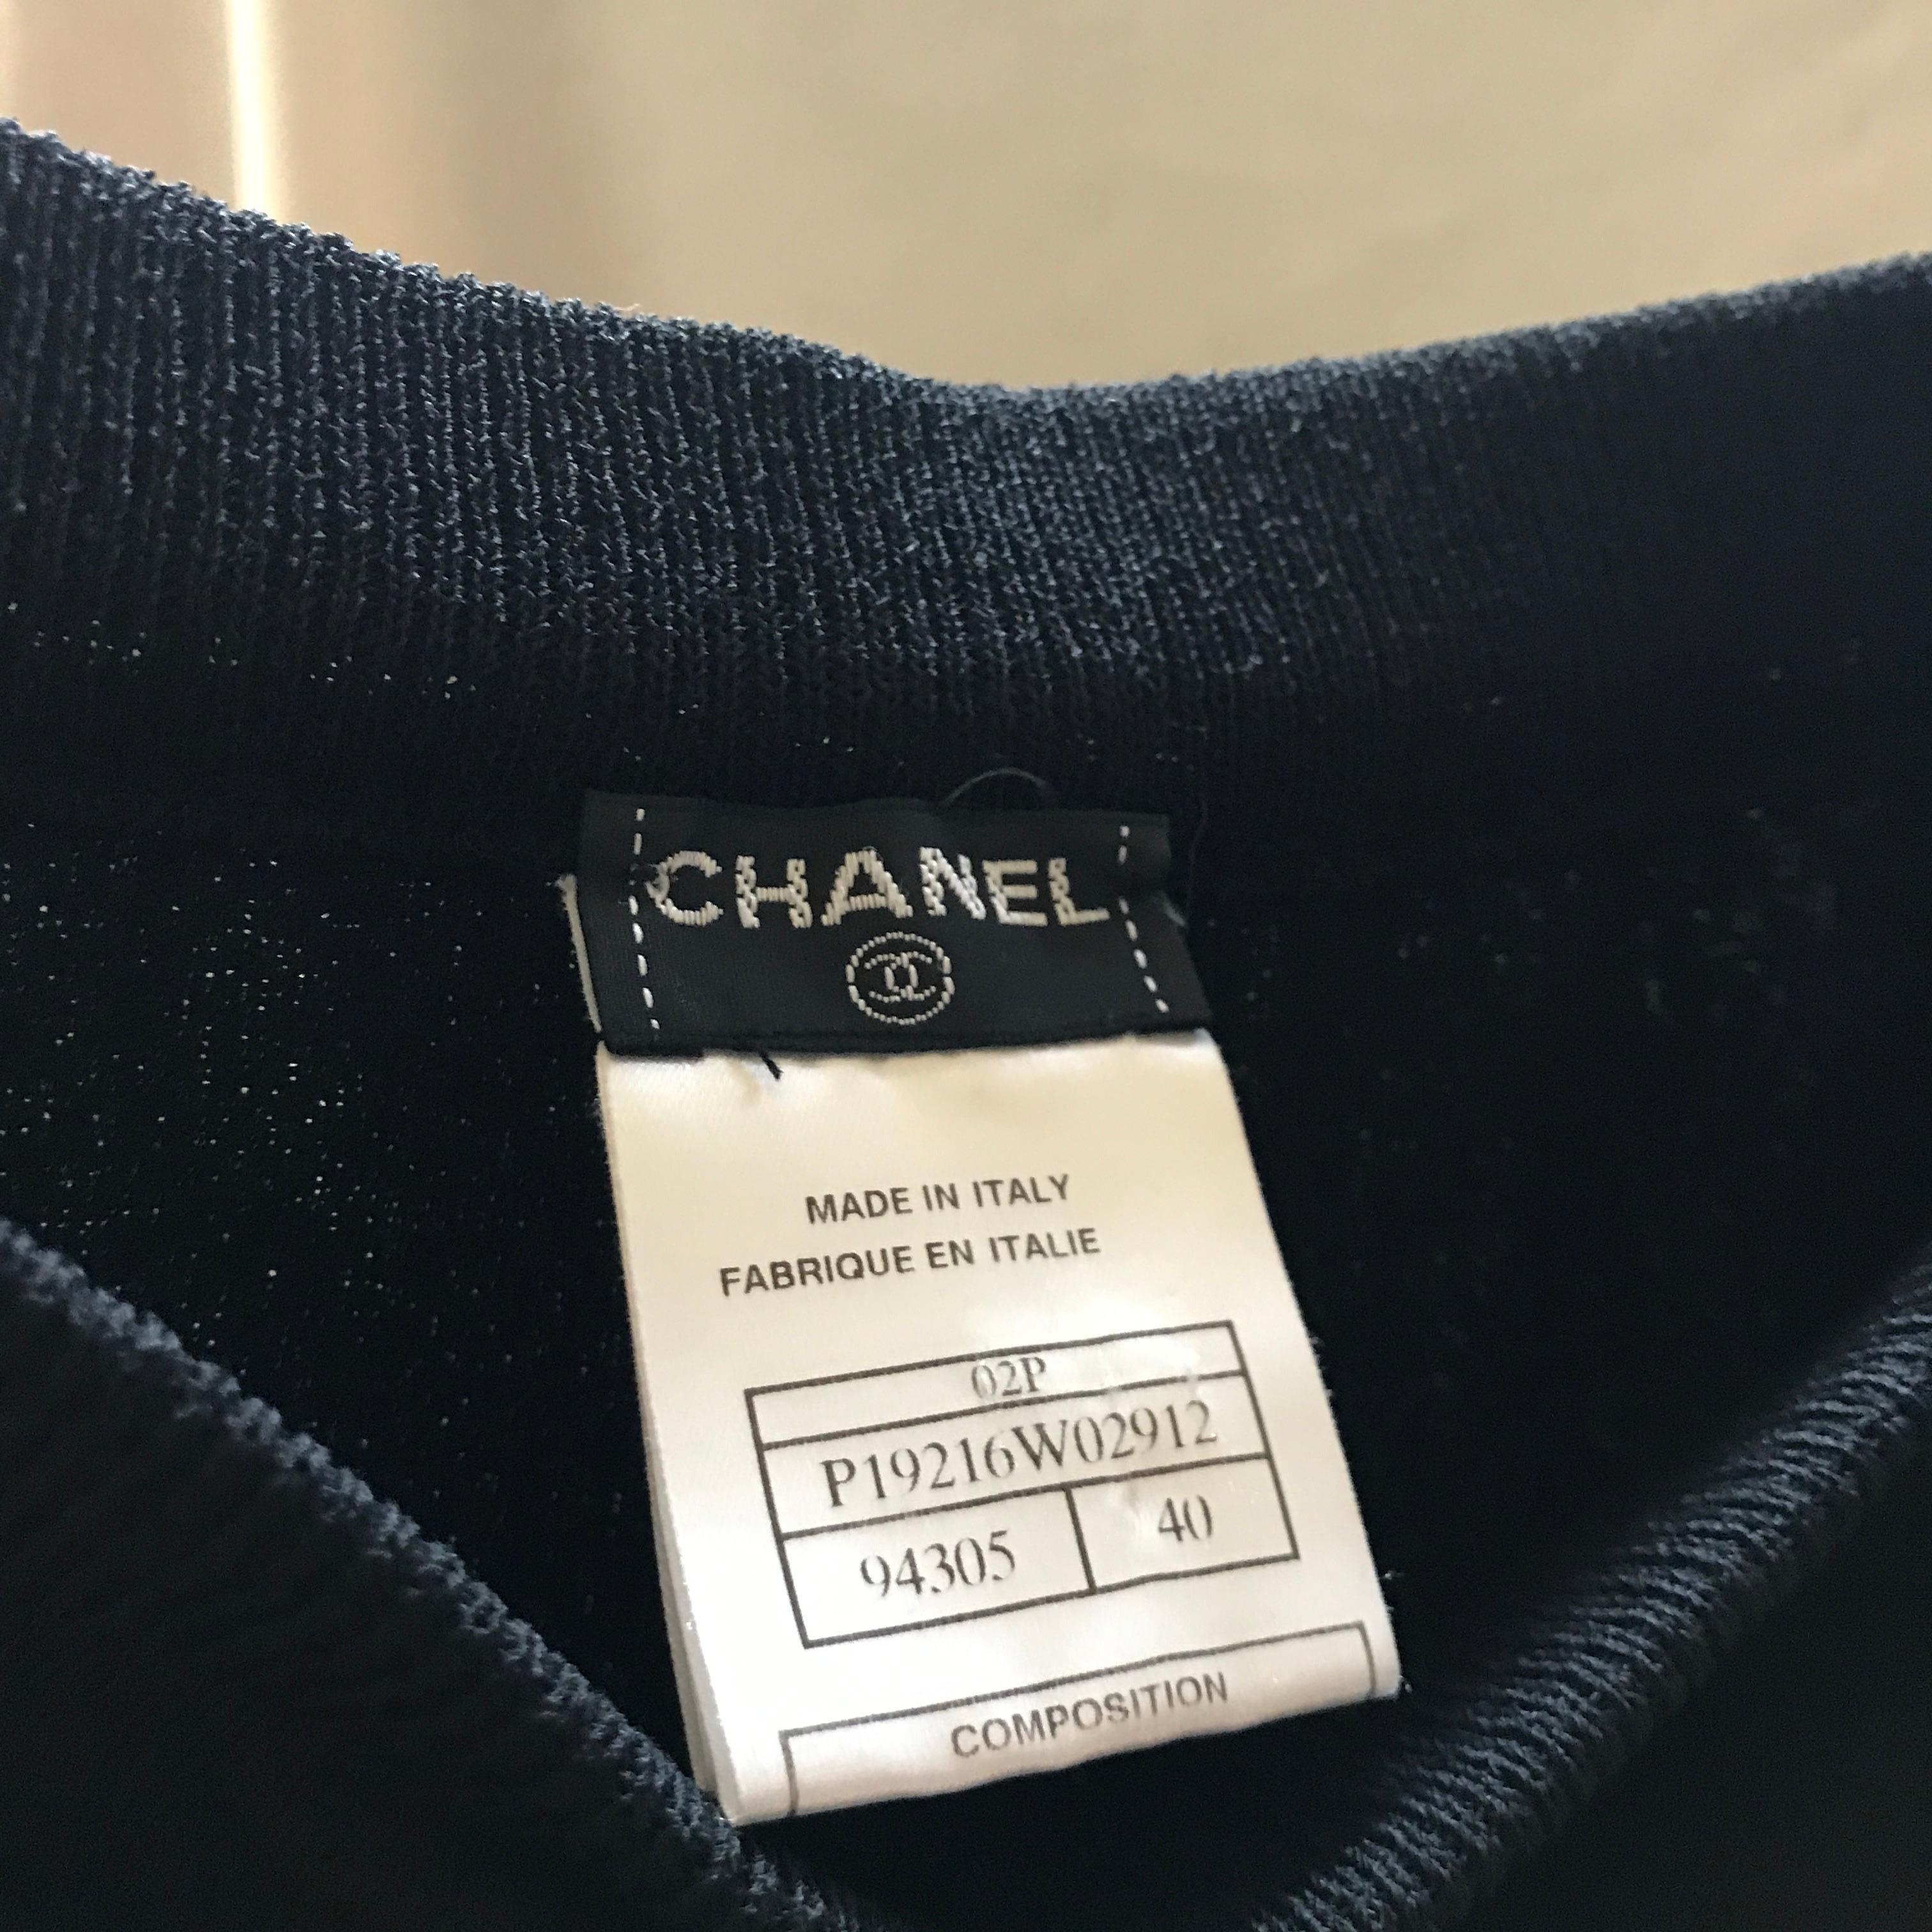 CHANEL
MADE IN ITALY
FABRIQUE EN ITALIE
02P
P19216W02912
94305 40
COMPOSITION